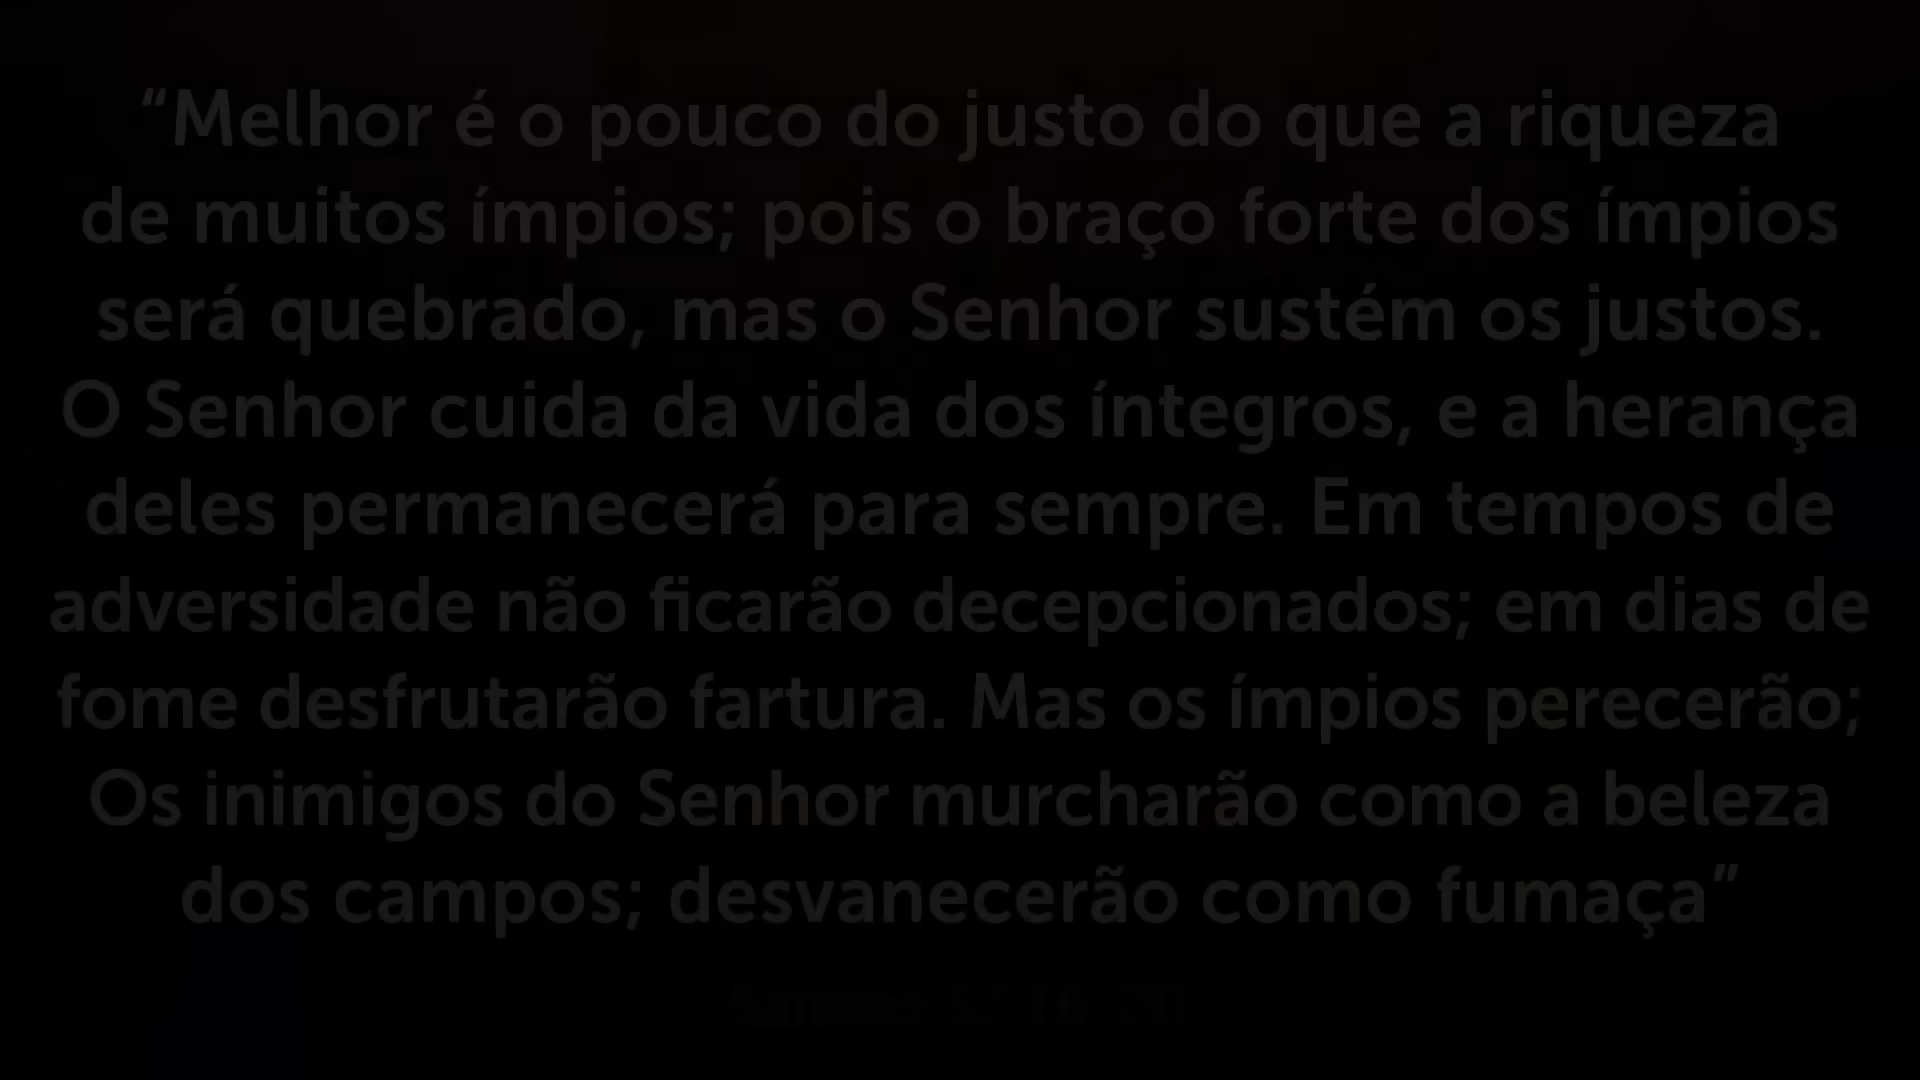 “Melhor é o pouco do justo do que a riqueza
de muitos ímpios; pois o braço forte dos ímpios
será quebrado, mas o Senhor sustém os justos.
O Senhor cuida da vida dos íntegros, e a herança
deles permanecerá para sempre. Em tempos de
adversidade não ficarão decepcionados; em dias de
fome desfrutarão fartura. Mas os ímpios perecerão;
Os inimigos do Senhor murcharão como a beleza
dos campos; desvanecerão como fumaça”